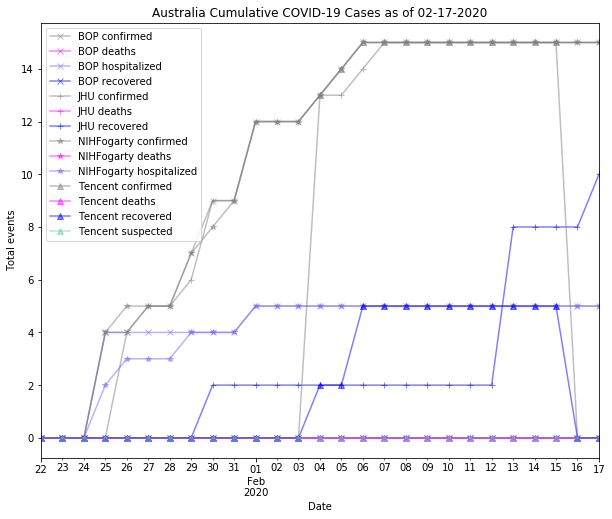 Australia Cumulative COVID-19 Cases as of 02-17-2020
BOP confirmed
BOP deaths
BOP hospitalized
BOP recovered
JHU confirmed
JHU deaths
JHU recovered
NIHFogarty confirmed
NIHFogarty deaths
NIHFogarty hospitalized
Tencent confirmed
Tencent deaths
Tencent recovered
Tencent suspected
Total events
14
12
10
8
6
4
2
0
22 23 24 25 26 27 28 29 30 31 01 02 03 04 05 06 07 08 09 10 11 12 13 14 15 16 17
Feb
2020
Date